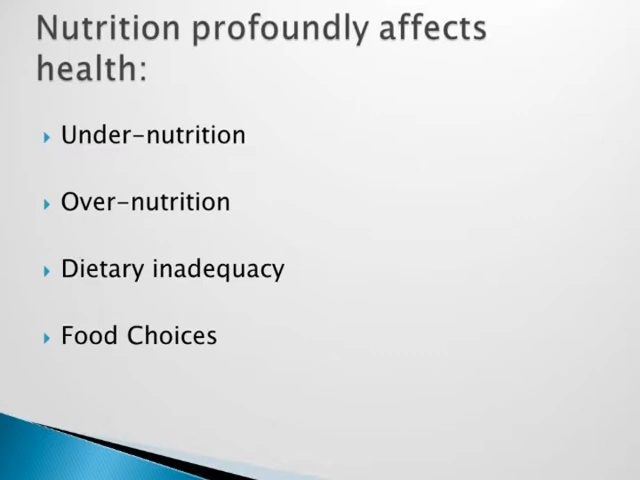 Nutrition profoundly affects
health:
Under-nutrition
Over-nutrition
Dietary inadequacy
Food Choices